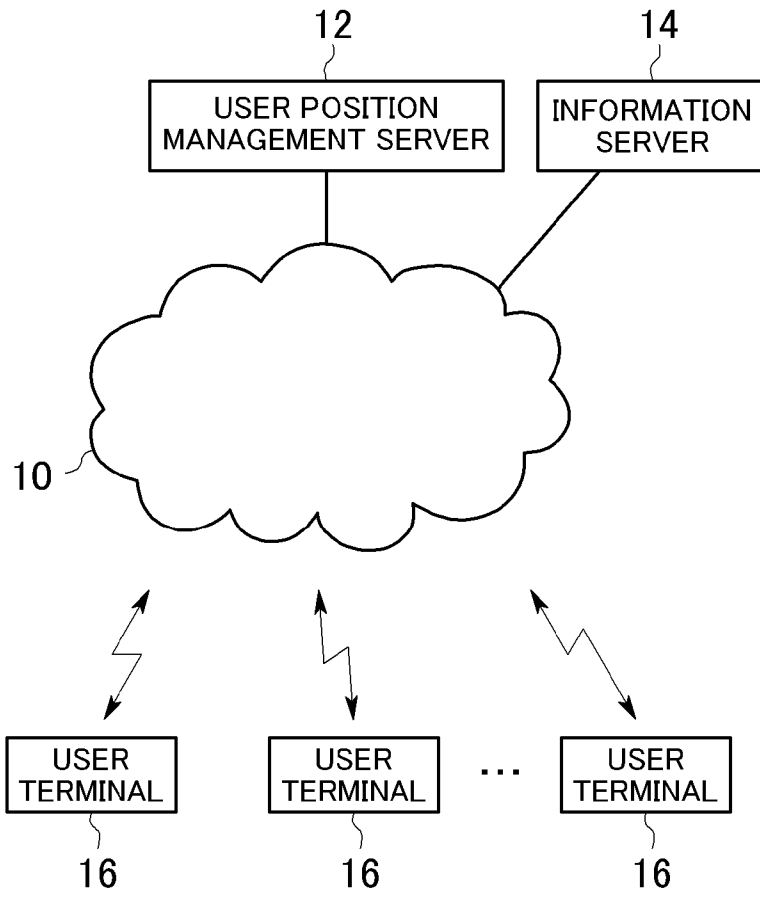 12
14
USER POSITION
MANAGEMENT SERVER
INFORMATION
SERVER
10
USER
TERMINAL
USER
TERMINAL
...
USER
TERMINAL
16
16
16